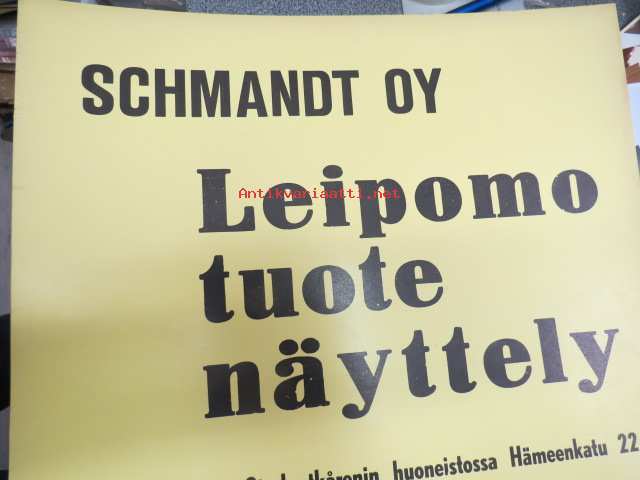 SCHMANDT OY
Leipomo
Antikvariaatti.net
tuote
näyttely
huoneistossa Hämeenkatu 22